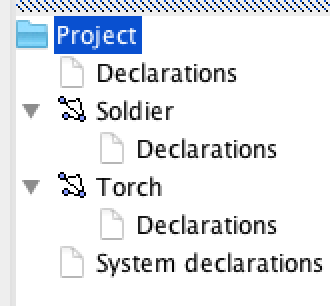 Project
Declarations
Soldier
Declarations
Torch
Declarations
System declarations